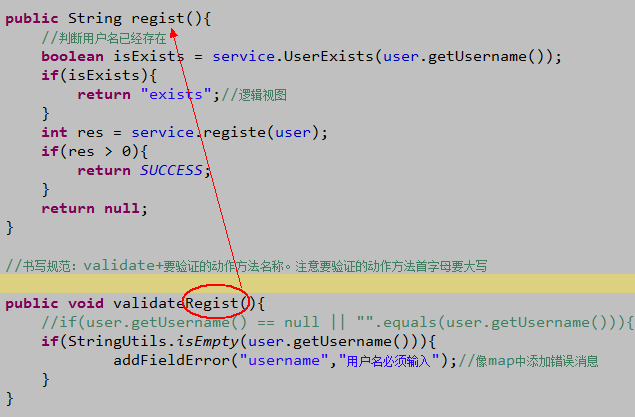 public String regist(){
//判断用户名已经存在
boolean isExists = service.UserExists(user.getUsername());
if(isExists){
return "exists";//逻辑视图
}
int res = service.registe(user);
if(res > 0){
return SUCCESS;
}
return null;
}
//书写规范：validate+要验证的动作方法名称。注意要验证的动作方法首字母要大写
public void validateRegist(){
//if(user.getUsername() == null || "".equals(user.getUsername())){
if(StringUtils.isEmpty(user.getUsername())){
addFieldError("username","用户名必须输入");//像map中添加错误消息
}
}